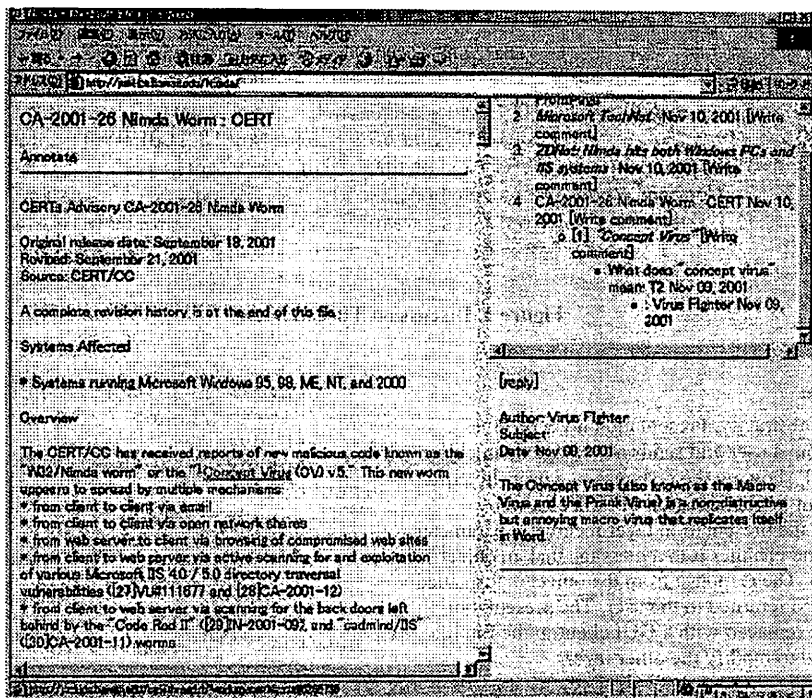 CA-2001-26 Nimda Worm : CERT
Annotate
CERTs Advisory CA-2001-26 Nimda Worm
Original release date: September 18, 2001
Revised: September 21, 2001
Source: CERT/CC
A complete revision history is at the end of this file.
Systems Affected
* Systems running Microsoft Windows 95, 98, ME, NT, and 2000
Overview
The CERT/CC has received reports of new malicious code known as the
"W32/Nimda worm" or the "1Concept Virus (CV) v.5." This new worm
appears to spread by multiple mechanisms:
* from client to client via email
* from client to client via open network shares
* from web server to client via browsing of compromised web sites
* from client to web server via active scanning for and exploitation
of various Microsoft IIS 4.0 / 5.0 directory traversal
vulnerabilities ([27]VU#111677 and [28]CA-2001-12)
* from client to web server via scanning for the back doors left
behind by the "Code Red II" ([29]IN-2001-09), and "sadmind/IIS"
([30]CA-2001-11) worms
2. Microsoft TechNet: Nov 10, 2001 [Write
comment]
3. ZDNet: Nimda hits both Windows PCs and
IIS systems : Nov 10, 2001 [Write
comment]
4. CA-2001-26 Nimda Worm : CERT Nov 10,
2001 [Write comment]
[1] "Concept Virus" [Write
comment]
What does "concept virus"
mean: T2 Nov 09, 2001
: Virus Fighter Nov 09,
2001
[reply]
Author: Virus Fighter
Subject:
Date: Nov 09, 2001
The Concept Virus (also known as the Macro
Virus and the Prank Virus) is a non-distructive
but annoying macro virus that replicates itself
in Word.